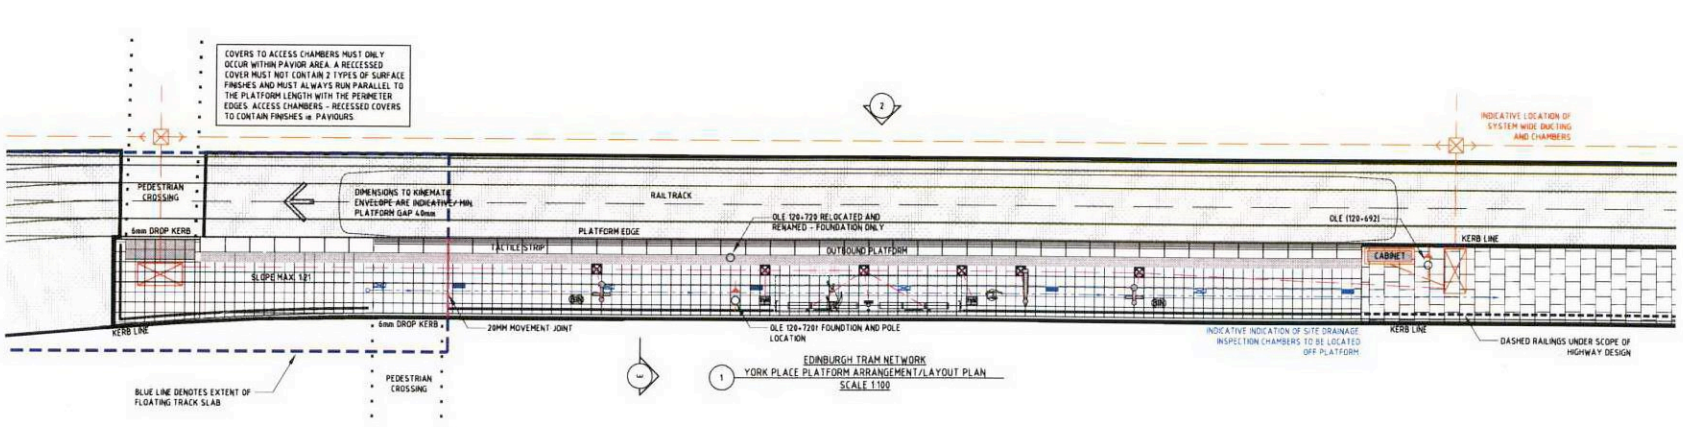 COVERS TO ACCESS CHAMBERS MUST ONLY
OCCUR WITHIN PAVIOR AREA. A RECCESSED
COVER MUST NOT CONTAIN 2 TYPES OF SURFACE
FINISHES AND MUST ALWAYS RUN PARALLEL TO
THE PLATFORM LENGTH WITH THE PERIMETER
EDGES. ACCESS CHAMBERS - RECESSED COVERS
TO CONTAIN FINISHES ie PAVIOURS
2
INDICATIVE LOCATION OF
SYSTEM WIDE DUCTING
AND CHAMBERS
PEDESTRIAN
CROSSING
DIMENSIONS TO KINEMATIC
ENVELOPE ARE INDICATIVE/ MIN.
PLATFORM GAP 40mm
RAILTRACK
OLE 120-720 RELOCATED AND
RENAMED - FOUNDATION ONLY
OLE (120-692)
6mm DROP KERB
PLATFORM EDGE
KERB LINE
TACTILE STRIP
OUTBOUND PLATFORM
CABINET
SLOPE MAX. 1:21
BIN
BIN
KERB LINE
6mm DROP KERB
20MM MOVEMENT JOINT
OLE 120-720! FOUNDTION AND POLE
LOCATION
INDICATIVE INDICATION OF SITE DRAINAGE
INSPECTION CHAMBERS TO BE LOCATED
OFF PLATFORM
KERB LINE
DASHED RAILINGS UNDER SCOPE OF
HIGHWAY DESIGN
BLUE LINE DENOTES EXTENT OF
FLOATING TRACK SLAB
PEDESTRIAN
CROSSING
E
1
EDINBURGH TRAM NETWORK
YORK PLACE PLATFORM ARRANGEMENT/LAYOUT PLAN
SCALE 1:100